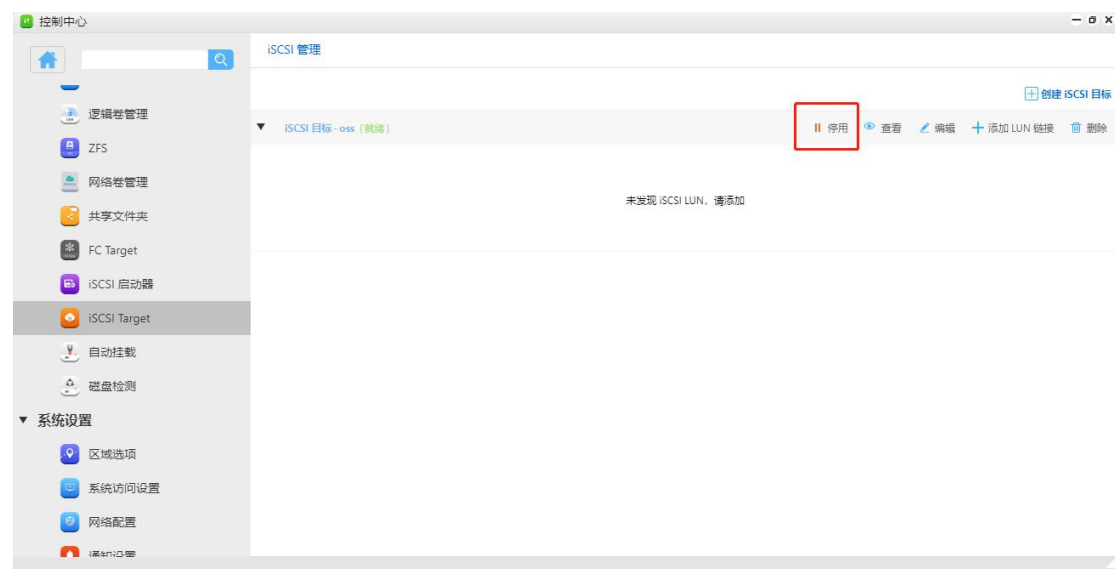 控制中心
iSCSI 管理
创建 iSCSI 目标
逻辑卷管理
▼ iSCSI 目标 - oss (就绪) 停用 查看 编辑 添加 LUN 链接 删除
ZFS
网络卷管理
未发现 iSCSI LUN，请添加
共享文件夹
FC Target
iSCSI 启动器
iSCSI Target
自动挂载
磁盘检测
▼ 系统设置
区域选项
系统访问设置
网络配置
通知设置